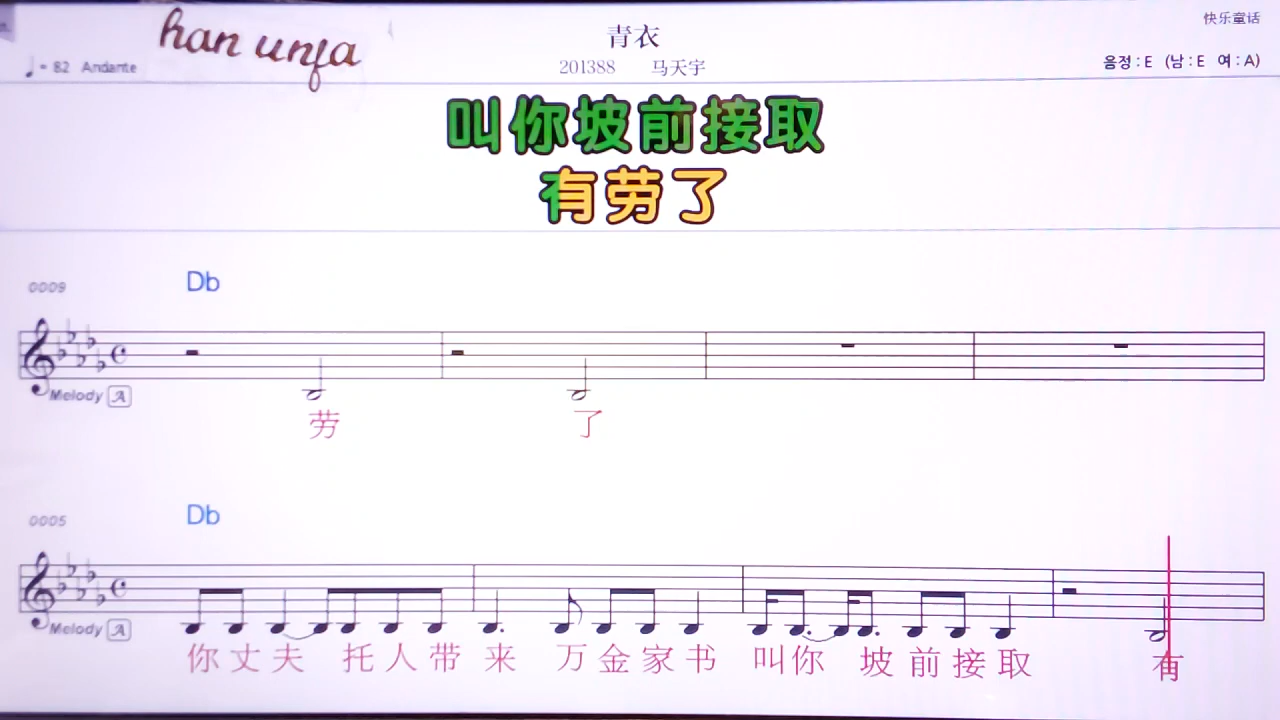 han unfa
青衣
快乐童话
♩= 82 Andante
201388 马天宇
음정 : E (남 : E 여 : A)
叫你坡前接取
有劳了
0009
Db
Melody A
劳 了
0005
Db
Melody A
你丈夫 托人带 来 万金家书 叫你 坡前接取 有